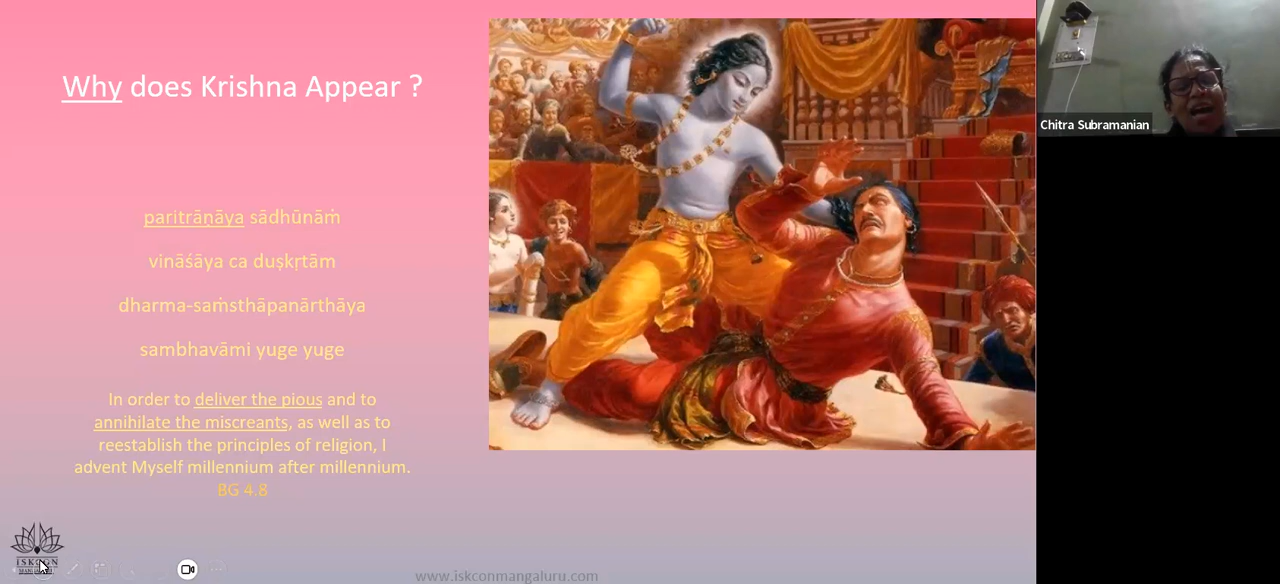 Why does Krishna Appear ?
paritrāṇāya sādhūnāṁ
vināśāya ca duṣkṛtām
dharma-saṁsthāpanārthāya
sambhavāmi yuge yuge
In order to deliver the pious and to
annihilate the miscreants, as well as to
reestablish the principles of religion, I
advent Myself millennium after millennium.
BG 4.8
ISKCON
www.iskconmangaluru.com
Chitra Subramanian